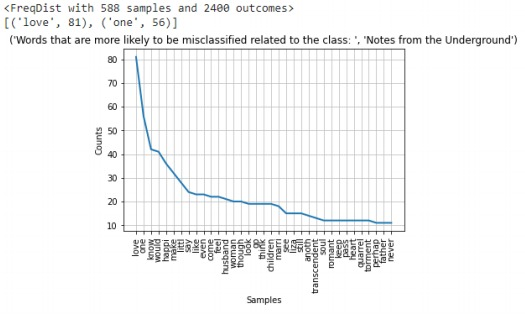 <FreqDist with 588 samples and 2400 outcomes>
[('love', 81), ('one', 56)]
('Words that are more likely to be misclassified related to the class: ', 'Notes from the Underground')
80
70
60
50
40
30
20
10
Counts
love
one
know
would
happi
make
littl
say
like
even
come
feel
husband
woman
though
look
go
think
children
marri
see
liza
still
anoth
transcendent
soul
romant
keep
pass
heart
quarrel
torment
perhap
father
never
Samples